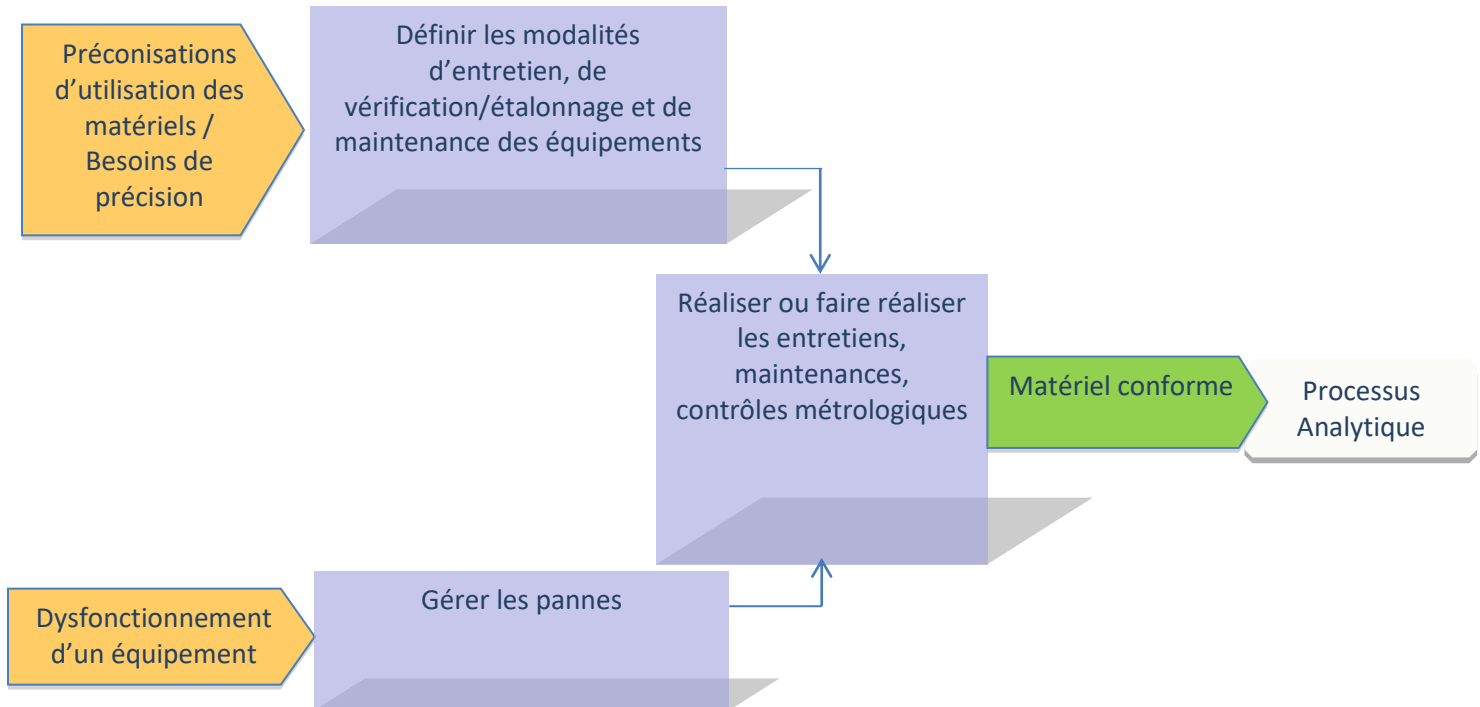 Préconisations
d’utilisation des
matériels /
Besoins de
précision
Définir les modalités
d’entretien, de
vérification/étalonnage et de
maintenance des équipements
Réaliser ou faire réaliser
les entretiens,
maintenances,
contrôles métrologiques
Matériel conforme
Processus
Analytique
Dysfonctionnement
d’un équipement
Gérer les pannes